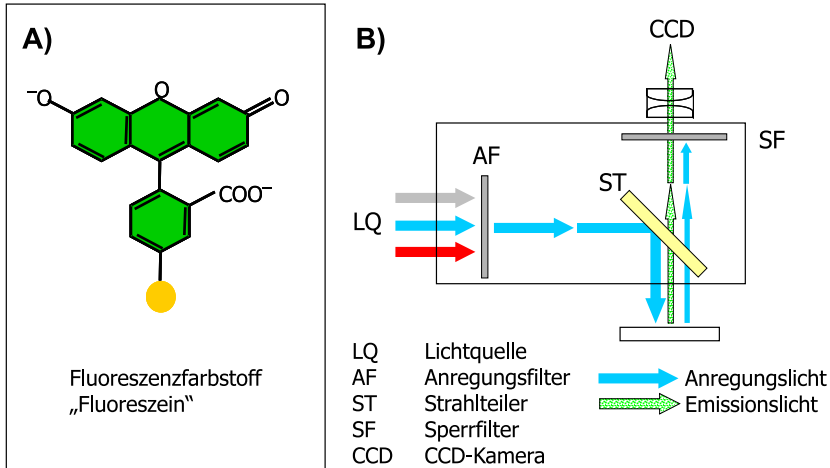 A)
⁻O
O
O
COO⁻
Fluoreszenzfarbstoff
„Fluoreszein“
B)
CCD
SF
AF
ST
LQ
LQ Lichtquelle
AF Anregungsfilter
ST Strahlteiler
SF Sperrfilter
CCD CCD-Kamera
Anregungslicht
Emissionslicht